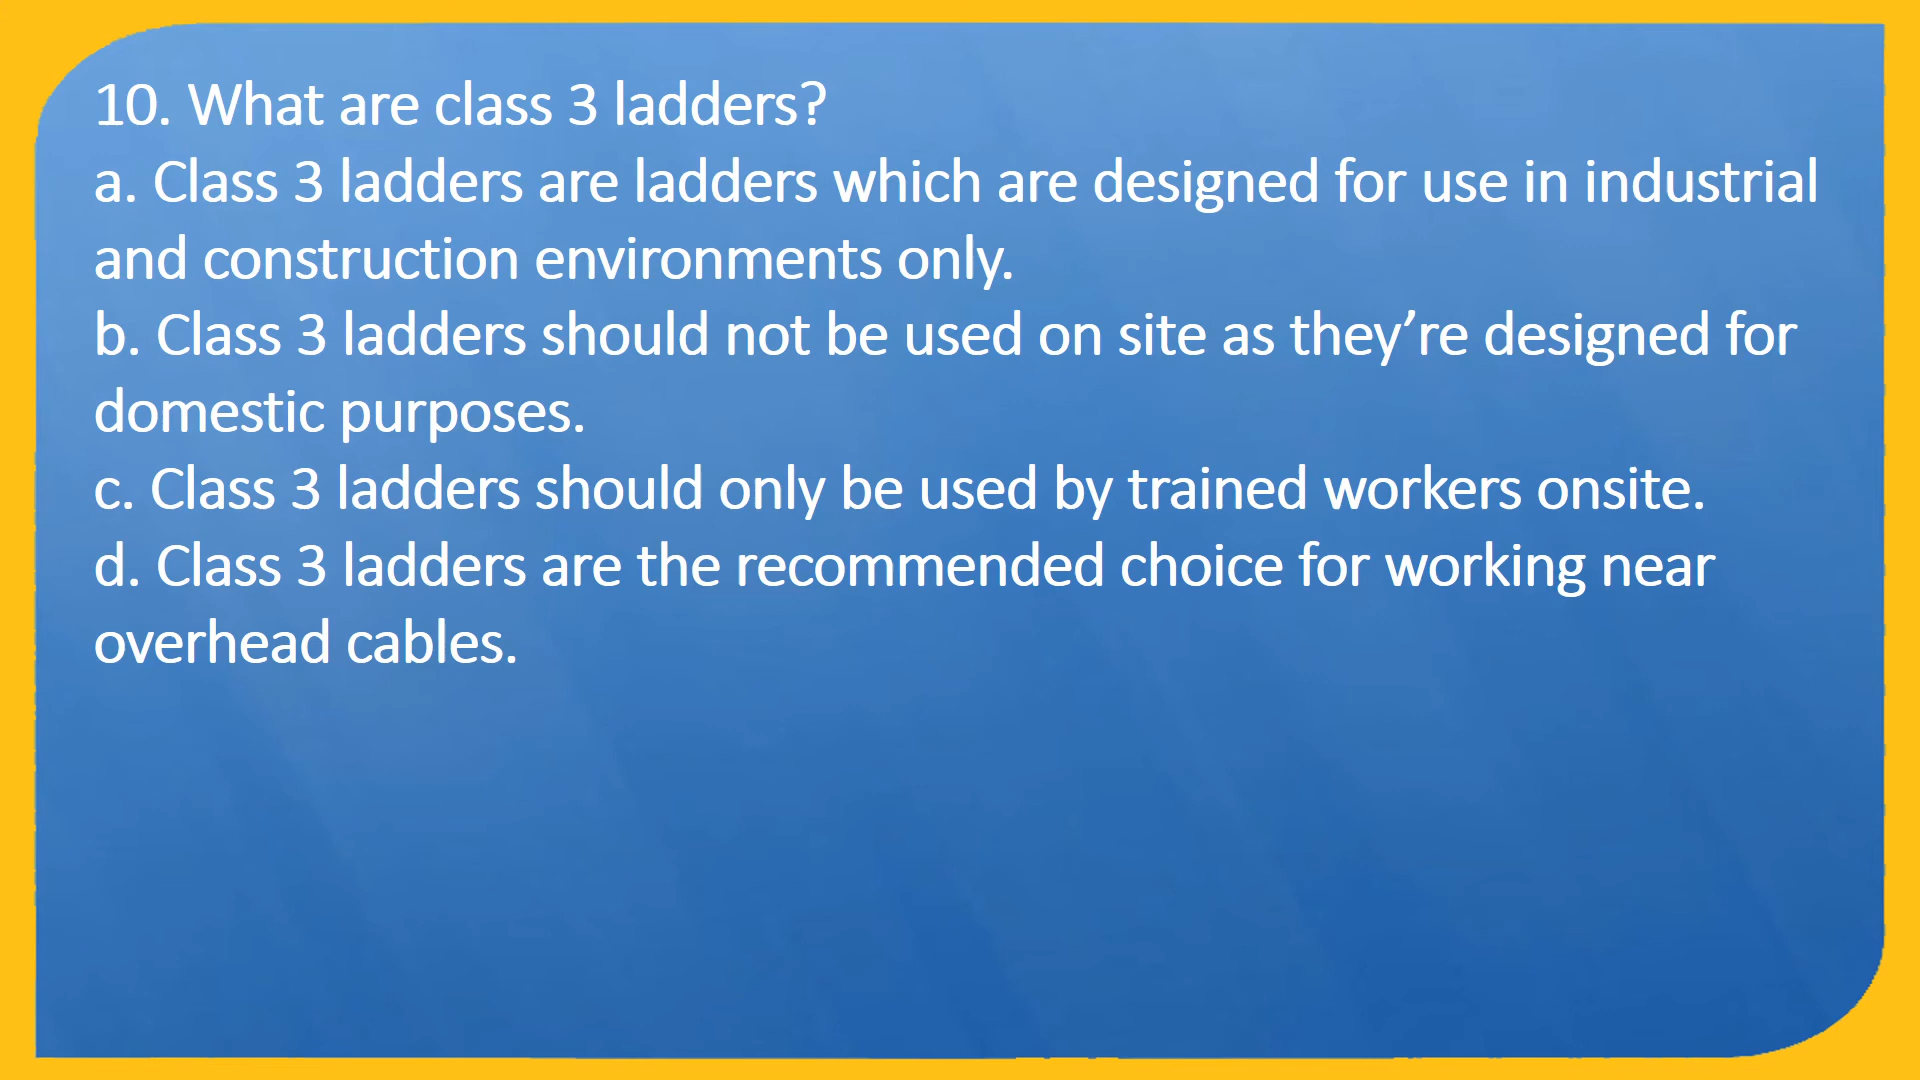 10. What are class 3 ladders?
a. Class 3 ladders are ladders which are designed for use in industrial
and construction environments only.
b. Class 3 ladders should not be used on site as they’re designed for
domestic purposes.
c. Class 3 ladders should only be used by trained workers onsite.
d. Class 3 ladders are the recommended choice for working near
overhead cables.